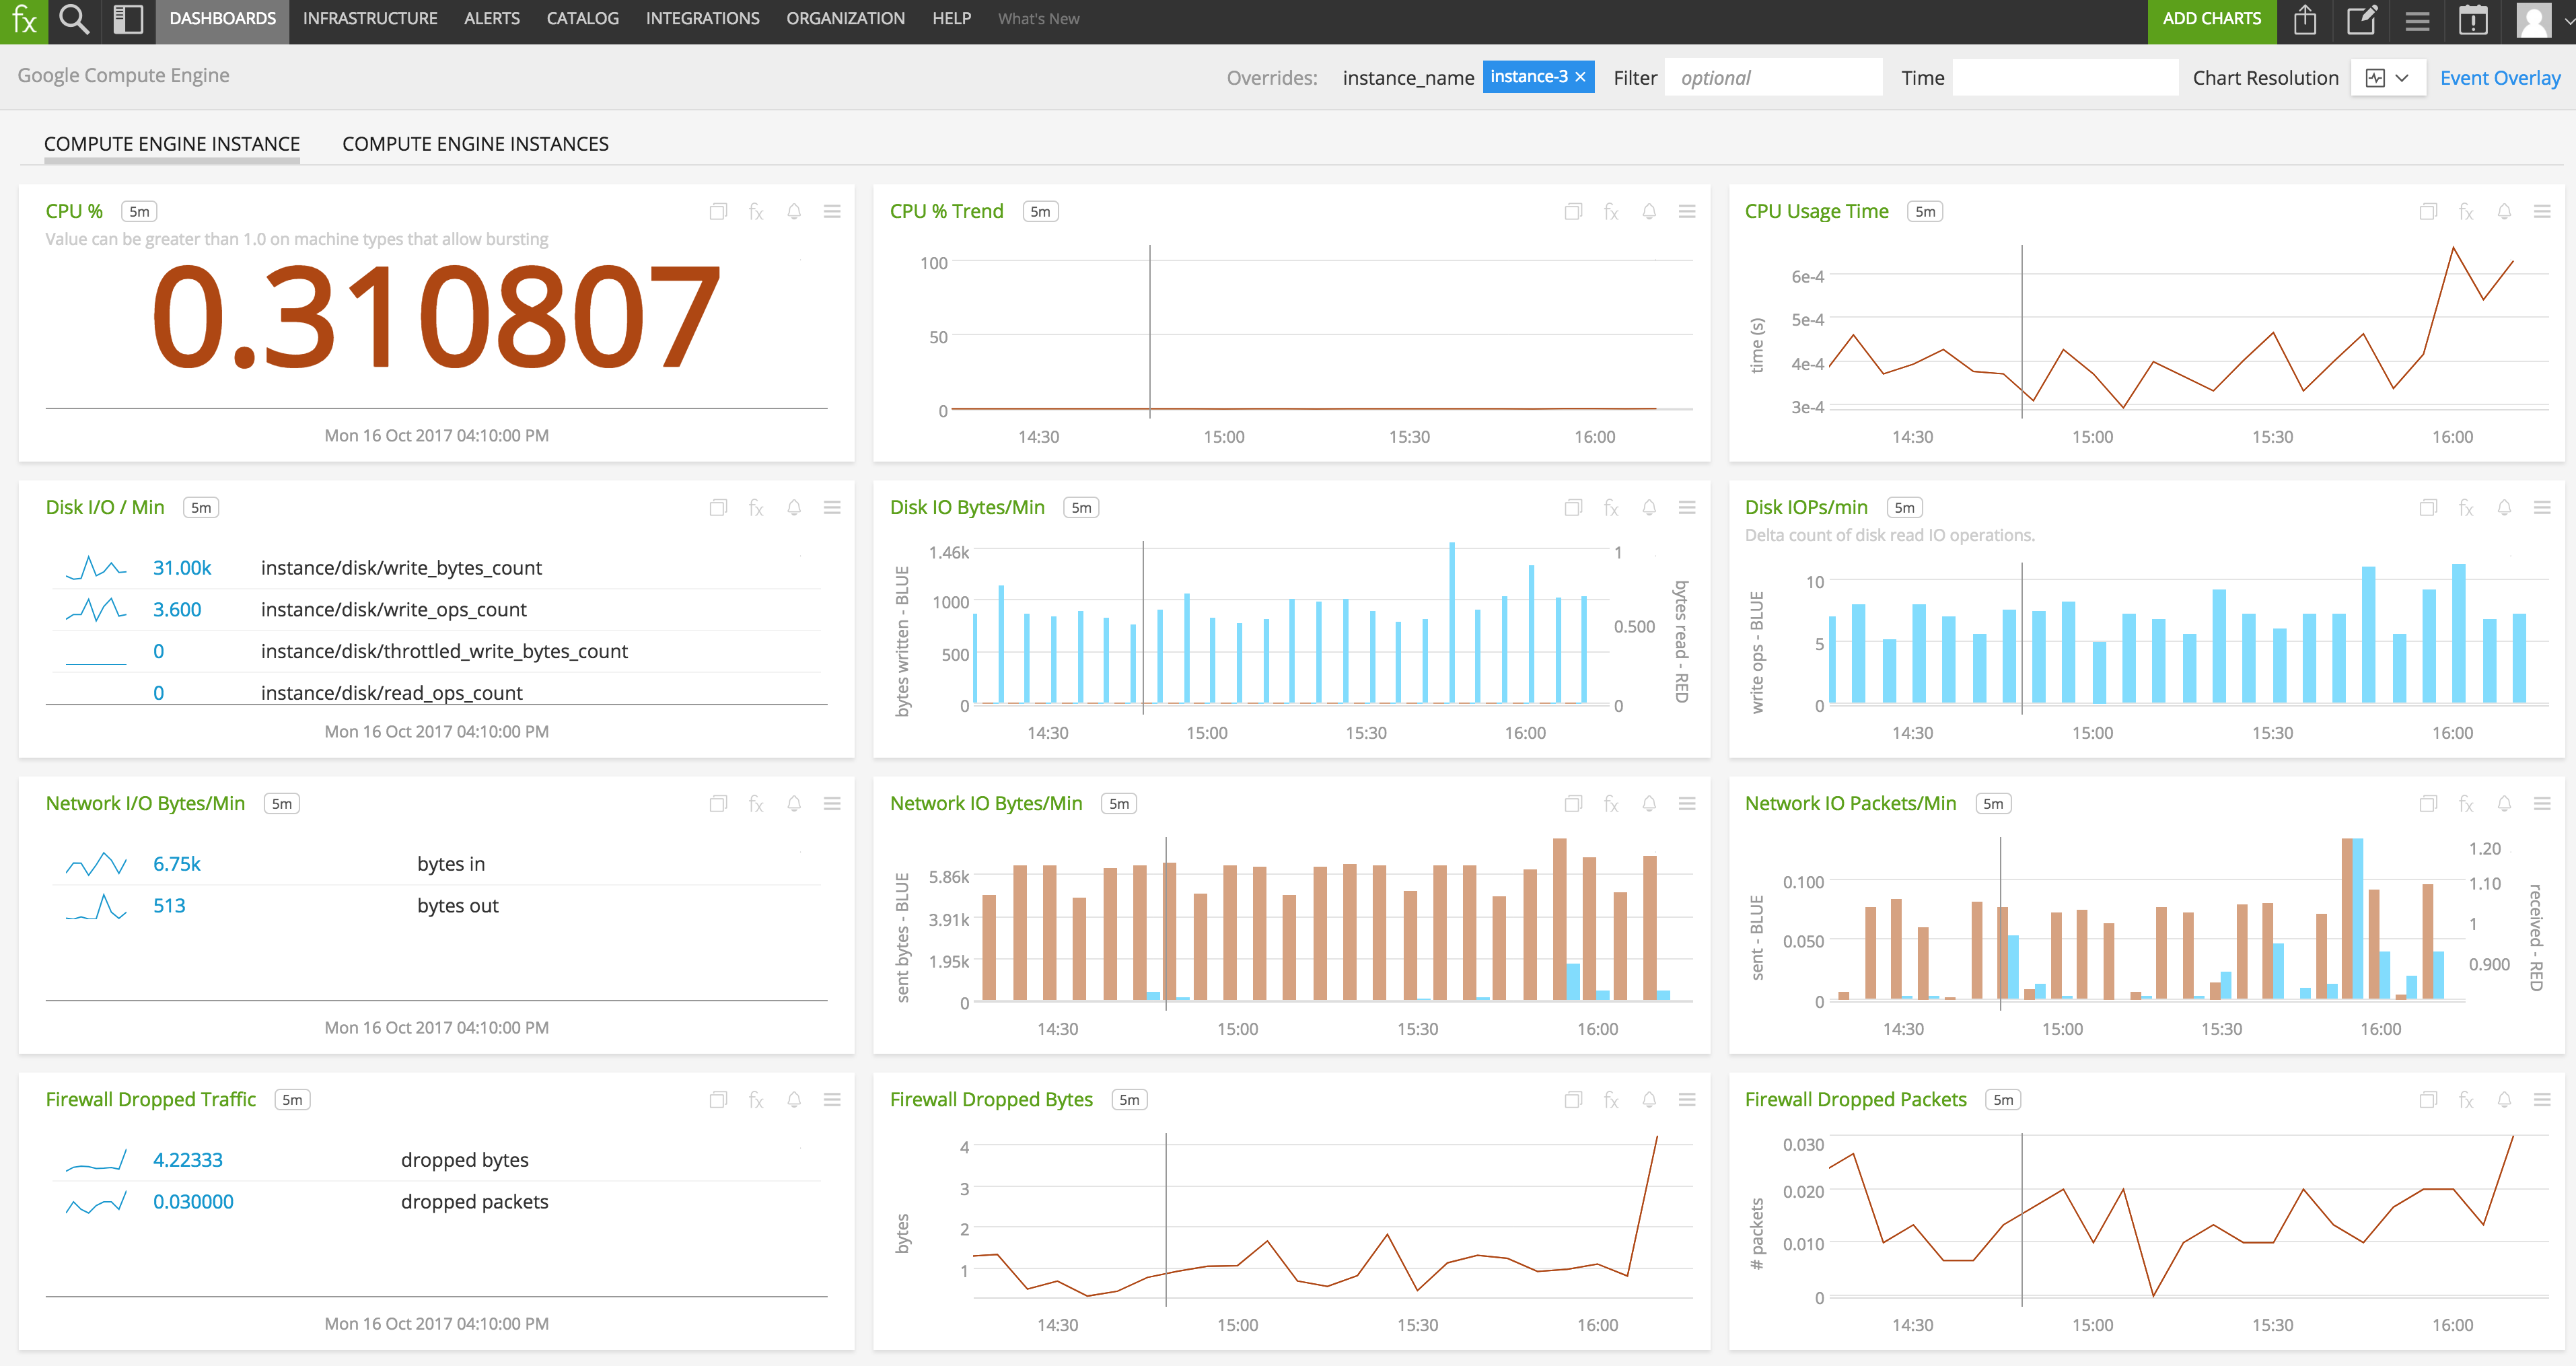 fx
DASHBOARDS INFRASTRUCTURE ALERTS CATALOG INTEGRATIONS ORGANIZATION HELP What's New ADD CHARTS
Google Compute Engine Overrides: instance_name instance-3 × Filter optional Time Chart Resolution Event Overlay
COMPUTE ENGINE INSTANCE COMPUTE ENGINE INSTANCES
CPU % 5m fx
Value can be greater than 1.0 on machine types that allow bursting
0.310807
Mon 16 Oct 2017 04:10:00 PM
CPU % Trend 5m fx
100
50
0
14:30 15:00 15:30 16:00
CPU Usage Time 5m fx
time (s)
6e-4
5e-4
4e-4
3e-4
14:30 15:00 15:30 16:00
Disk I/O / Min 5m fx
31.00k instance/disk/write_bytes_count
3.600 instance/disk/write_ops_count
0 instance/disk/throttled_write_bytes_count
0 instance/disk/read_ops_count
Mon 16 Oct 2017 04:10:00 PM
Disk IO Bytes/Min 5m fx
bytes written - BLUE
1.46k
1000
500
0
1
0.500
0
bytes read - RED
14:30 15:00 15:30 16:00
Disk IOPs/min 5m fx
Delta count of disk read IO operations.
write ops - BLUE
10
5
0
14:30 15:00 15:30 16:00
Network I/O Bytes/Min 5m fx
6.75k bytes in
513 bytes out
Mon 16 Oct 2017 04:10:00 PM
Network IO Bytes/Min 5m fx
sent bytes - BLUE
5.86k
3.91k
1.95k
0
14:30 15:00 15:30 16:00
Network IO Packets/Min 5m fx
sent - BLUE
0.100
0.050
0
1.20
1.10
1
0.900
received - RED
14:30 15:00 15:30 16:00
Firewall Dropped Traffic 5m fx
4.22333 dropped bytes
0.030000 dropped packets
Mon 16 Oct 2017 04:10:00 PM
Firewall Dropped Bytes 5m fx
bytes
4
3
2
1
14:30 15:00 15:30 16:00
Firewall Dropped Packets 5m fx
# packets
0.030
0.020
0.010
0
14:30 15:00 15:30 16:00